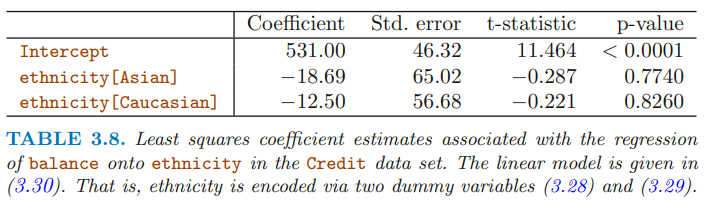 Coefficient Std. error t-statistic p-value
Intercept 531.00 46.32 11.464 < 0.0001
ethnicity[Asian] −18.69 65.02 −0.287 0.7740
ethnicity[Caucasian] −12.50 56.68 −0.221 0.8260
TABLE 3.8. Least squares coefficient estimates associated with the regression
of balance onto ethnicity in the Credit data set. The linear model is given in
(3.30). That is, ethnicity is encoded via two dummy variables (3.28) and (3.29).